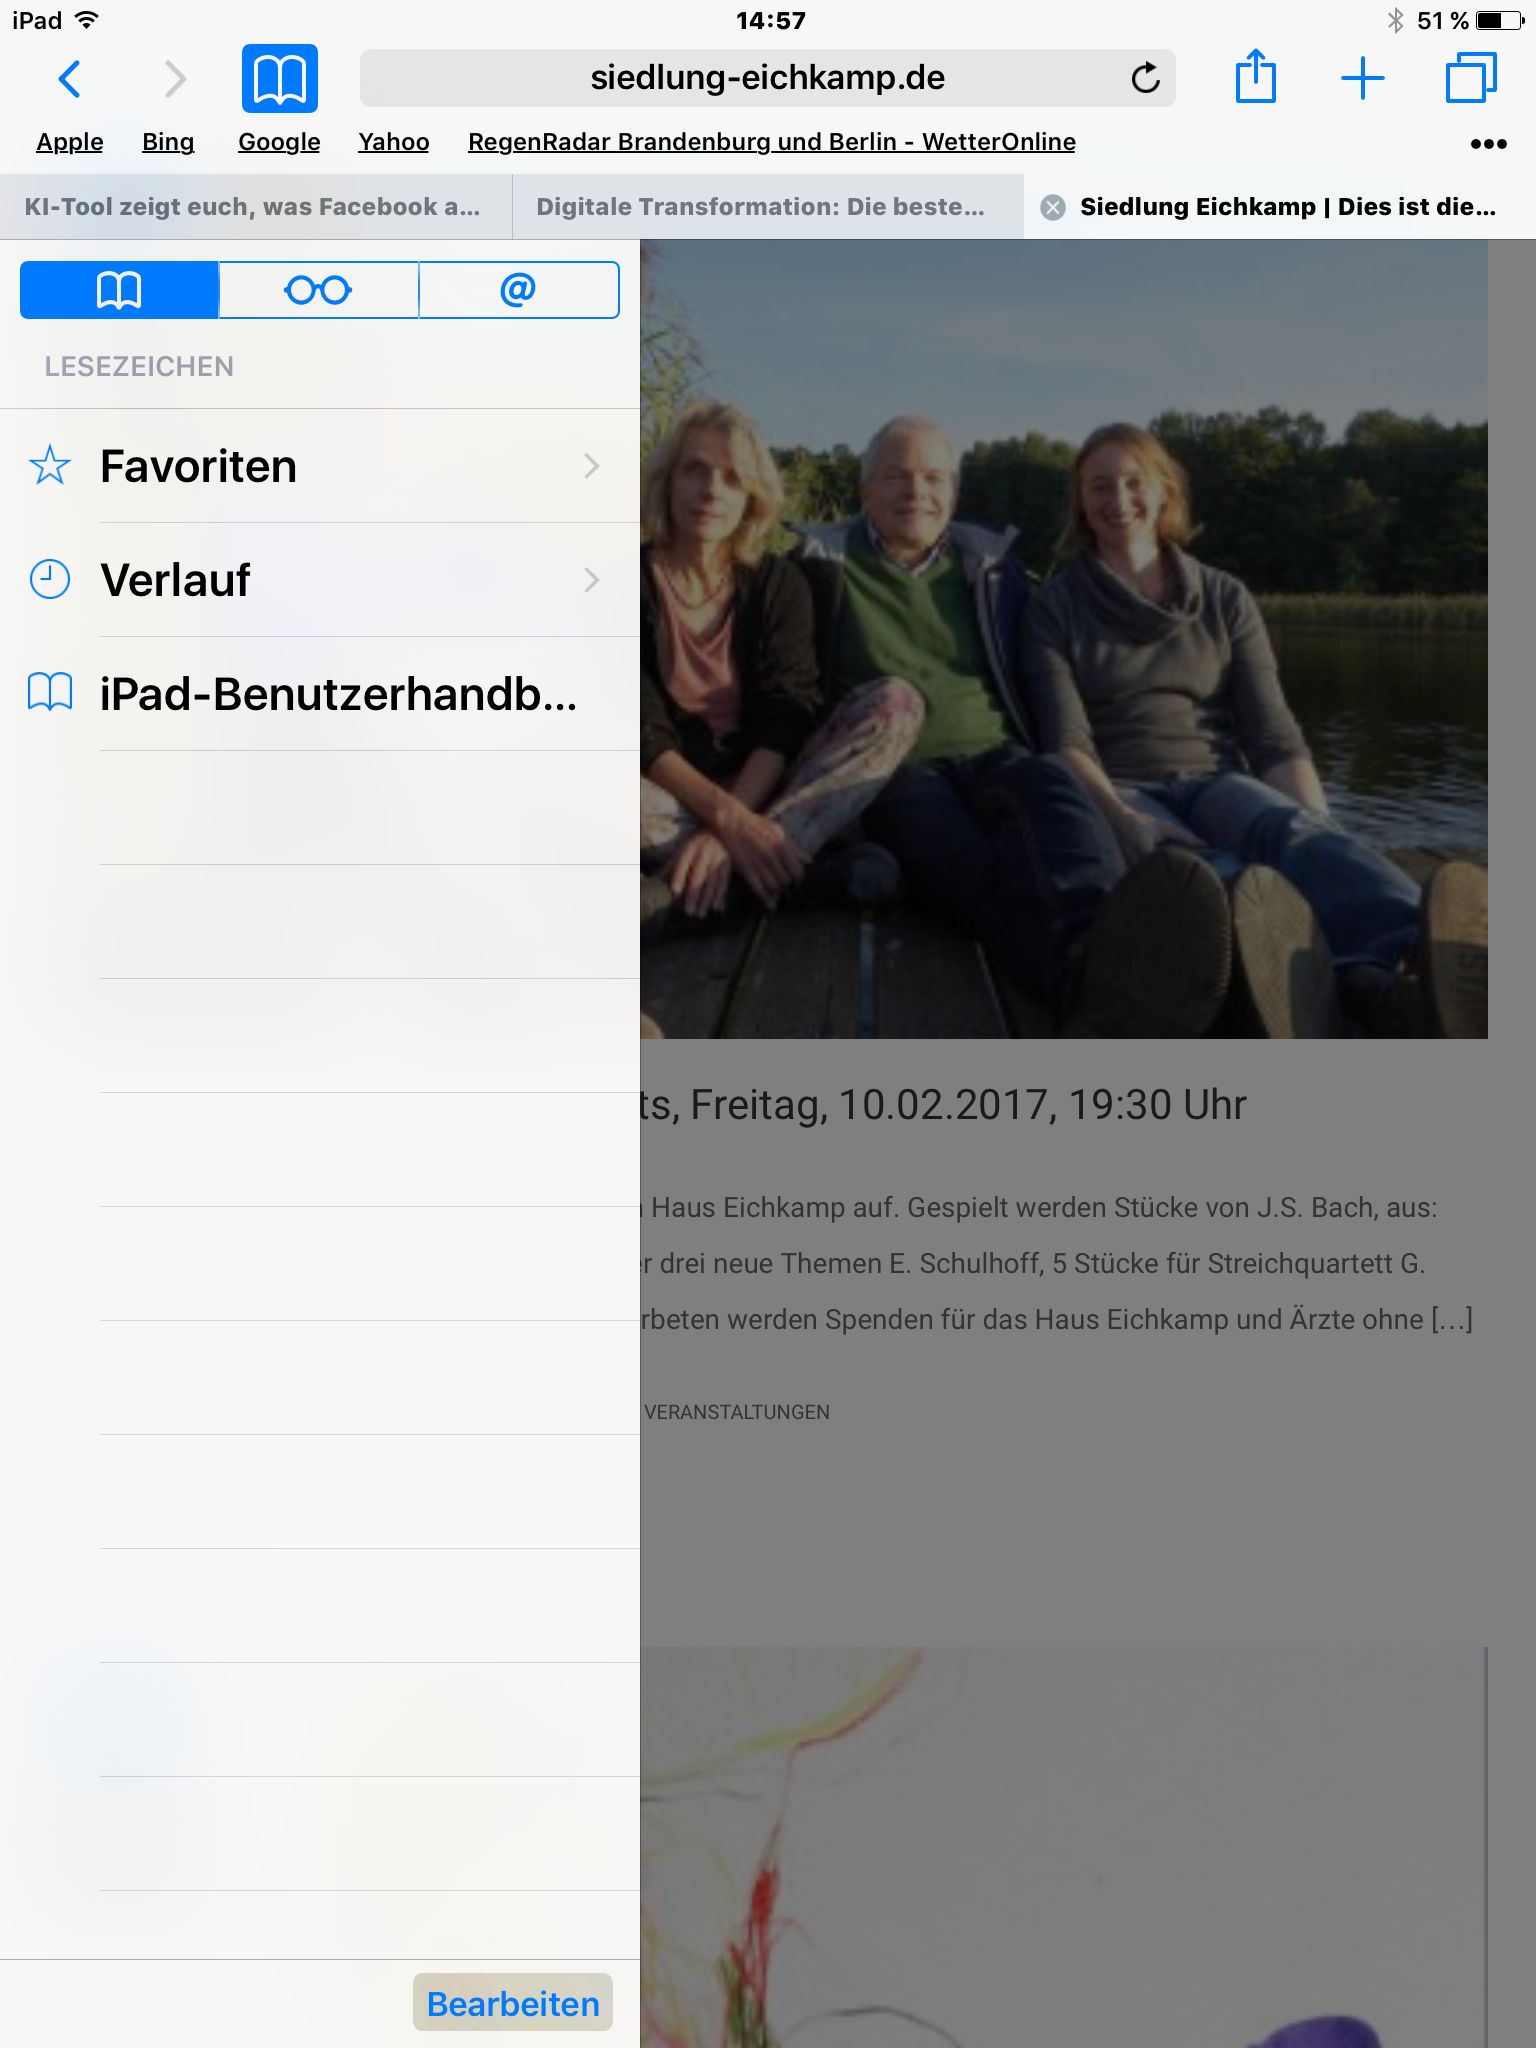 iPad 14:57 51 %
siedlung-eichkamp.de
Apple Bing Google Yahoo RegenRadar Brandenburg und Berlin - WetterOnline
KI-Tool zeigt euch, was Facebook a... Digitale Transformation: Die beste... Siedlung Eichkamp | Dies ist die...
@
LESEZEICHEN
Favoriten
Verlauf
iPad-Benutzerhandb...
ts, Freitag, 10.02.2017, 19:30 Uhr
Haus Eichkamp auf. Gespielt werden Stücke von J.S. Bach, aus:
er drei neue Themen E. Schulhoff, 5 Stücke für Streichquartett G.
rbeten werden Spenden für das Haus Eichkamp und Ärzte ohne [...]
VERANSTALTUNGEN
Bearbeiten